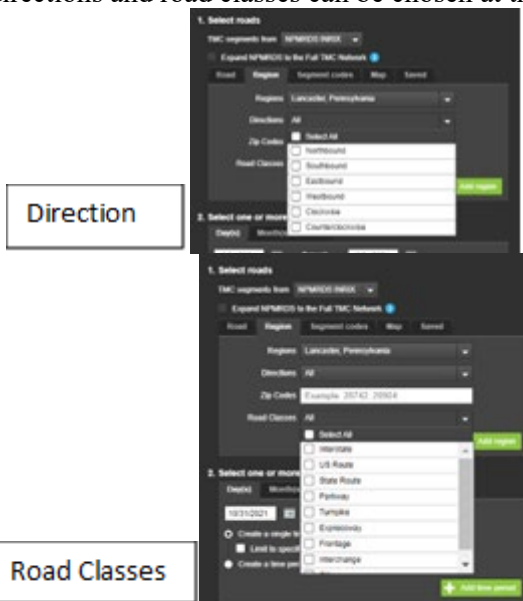 directions and road classes can be chosen at t
1. Select roads
TMC segments from NPMRDS INRIX
Expand NPMRDS to the Full TMC Network
Road Region Segment codes Map Saved
Regions Lancaster, Pennsylvania
Directions All
Zip Codes Select All
Northbound
Road Classes Southbound
Eastbound
Westbound Add region
Clockwise
Direction
2. Select one or more Counterclockwise
Day(s) Month(s)
1. Select roads
TMC segments from NPMRDS INRIX
Expand NPMRDS to the Full TMC Network
Road Region Segment codes Map Saved
Regions Lancaster, Pennsylvania
Directions All
Zip Codes Example: 20742, 20904
Road Classes All
Select All Add region
Interstate
US Route
2. Select one or more State Route
Day(s) Month(s) Parkway
Turnpike
10/31/2021 Expressway
Create a single Frontage
Limit to specif Interchange
Create a time per
Road Classes
Add time period